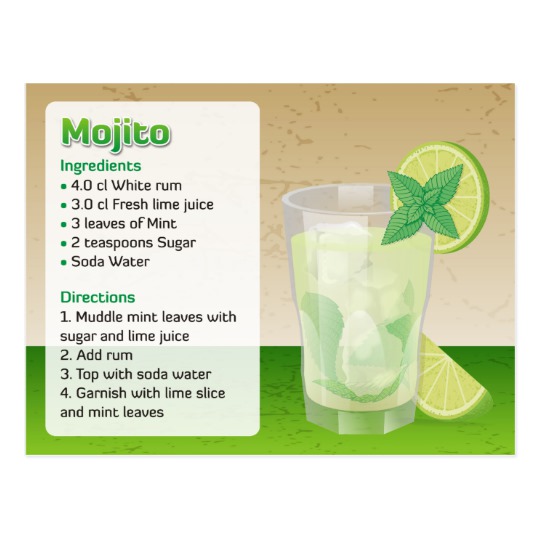 Mojito
Ingredients
• 4.0 cl White rum
• 3.0 cl Fresh lime juice
• 3 leaves of Mint
• 2 teaspoons Sugar
• Soda Water
Directions
1. Muddle mint leaves with
sugar and lime juice
2. Add rum
3. Top with soda water
4. Garnish with lime slice
and mint leaves